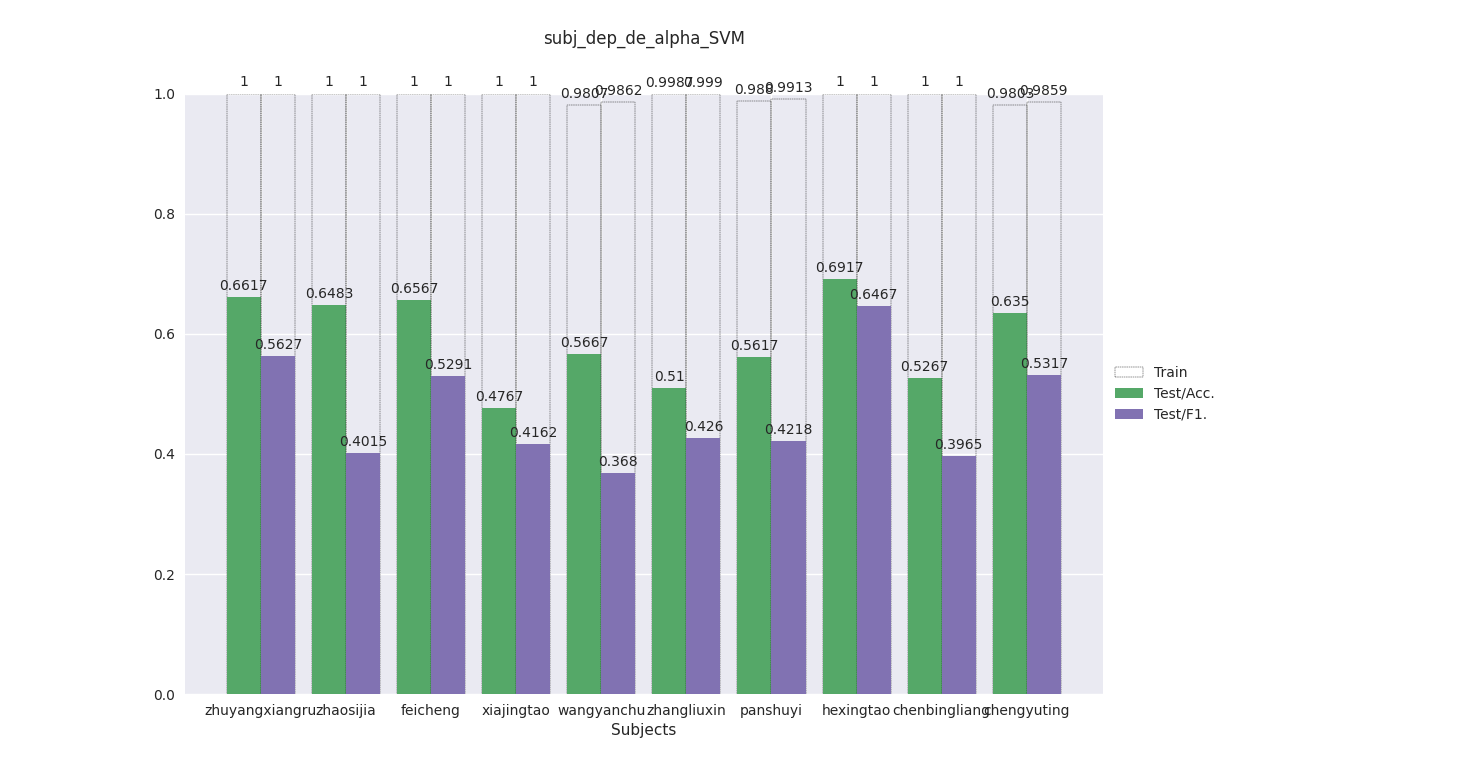 subj_dep_de_alpha_SVM
1 1 1 1 1 1 1 1 0.9807 0.9862 0.9987 0.999 0.988 0.9913 1 1 1 1 0.9803 0.9859
1.0
0.8
0.6917
0.6617 0.6483 0.6567 0.6467 0.635
0.6
0.5627 0.5291 0.5667 0.51 0.5617 0.5267 0.5317
0.4767
0.4015 0.4162 0.368 0.426 0.4218 0.3965
0.4
0.2
0.0
zhuyangxiangru zhaosijia feicheng xiajingtao wangyanchu zhangliuxin panshuyi hexingtao chenbingliang chengyuting
Subjects
Train
Test/Acc.
Test/F1.